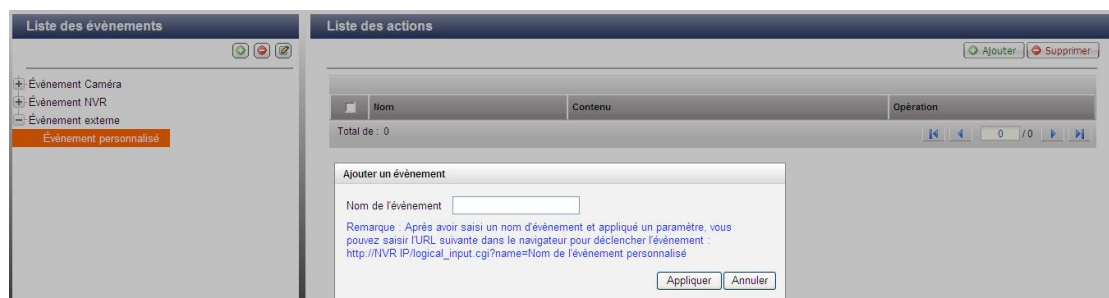 Liste des évènements
Liste des actions
Ajouter
Supprimer
Évènement Caméra
Évènement NVR
Évènement externe
Évènement personnalisé
Nom Contenu Opération
Total de : 0
0 / 0
Ajouter un évènement
Nom de l'évènement
Remarque : Après avoir saisi un nom d'évènement et appliqué un paramètre, vous
pouvez saisir l'URL suivante dans le navigateur pour déclencher l'évènement :
http://NVR IP/logical_input.cgi?name=Nom de l'évènement personnalisé
Appliquer Annuler